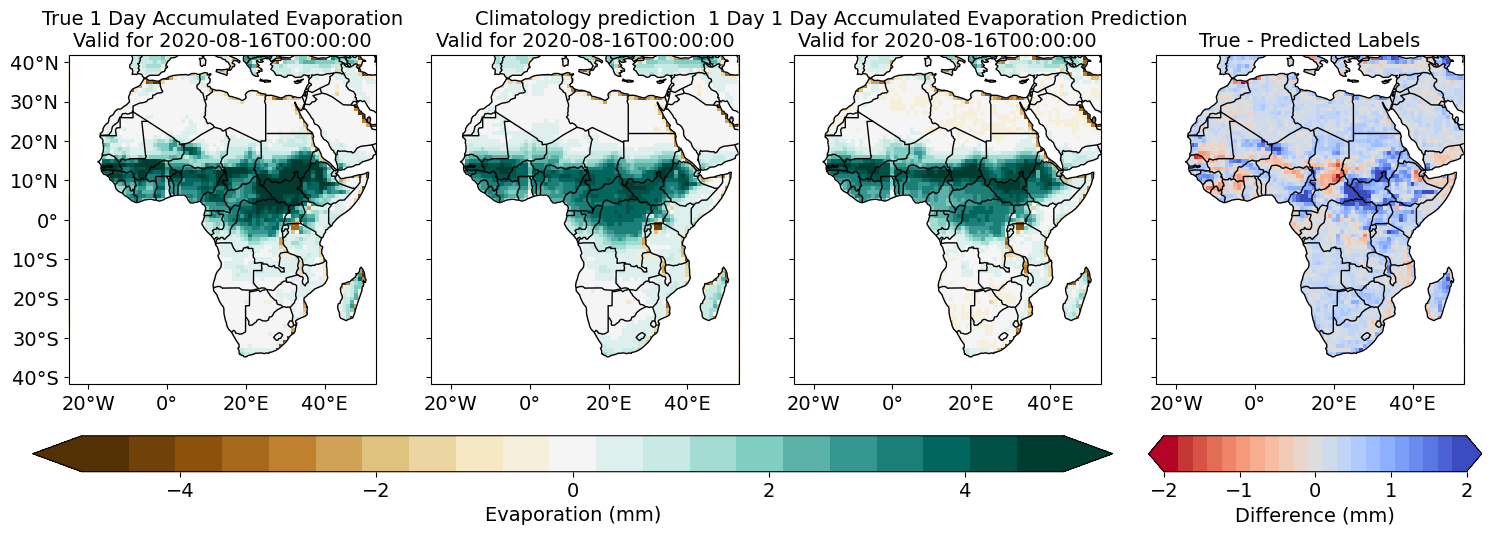 True 1 Day Accumulated Evaporation
Valid for 2020-08-16T00:00:00
Climatology prediction 1 Day 1 Day Accumulated Evaporation Prediction
Valid for 2020-08-16T00:00:00
Valid for 2020-08-16T00:00:00
True - Predicted Labels
40°N
30°N
20°N
10°N
0°
10°S
20°S
30°S
40°S
20°W 0° 20°E 40°E
20°W 0° 20°E 40°E
20°W 0° 20°E 40°E
20°W 0° 20°E 40°E
−4 −2 0 2 4
Evaporation (mm)
−2 −1 0 1 2
Difference (mm)